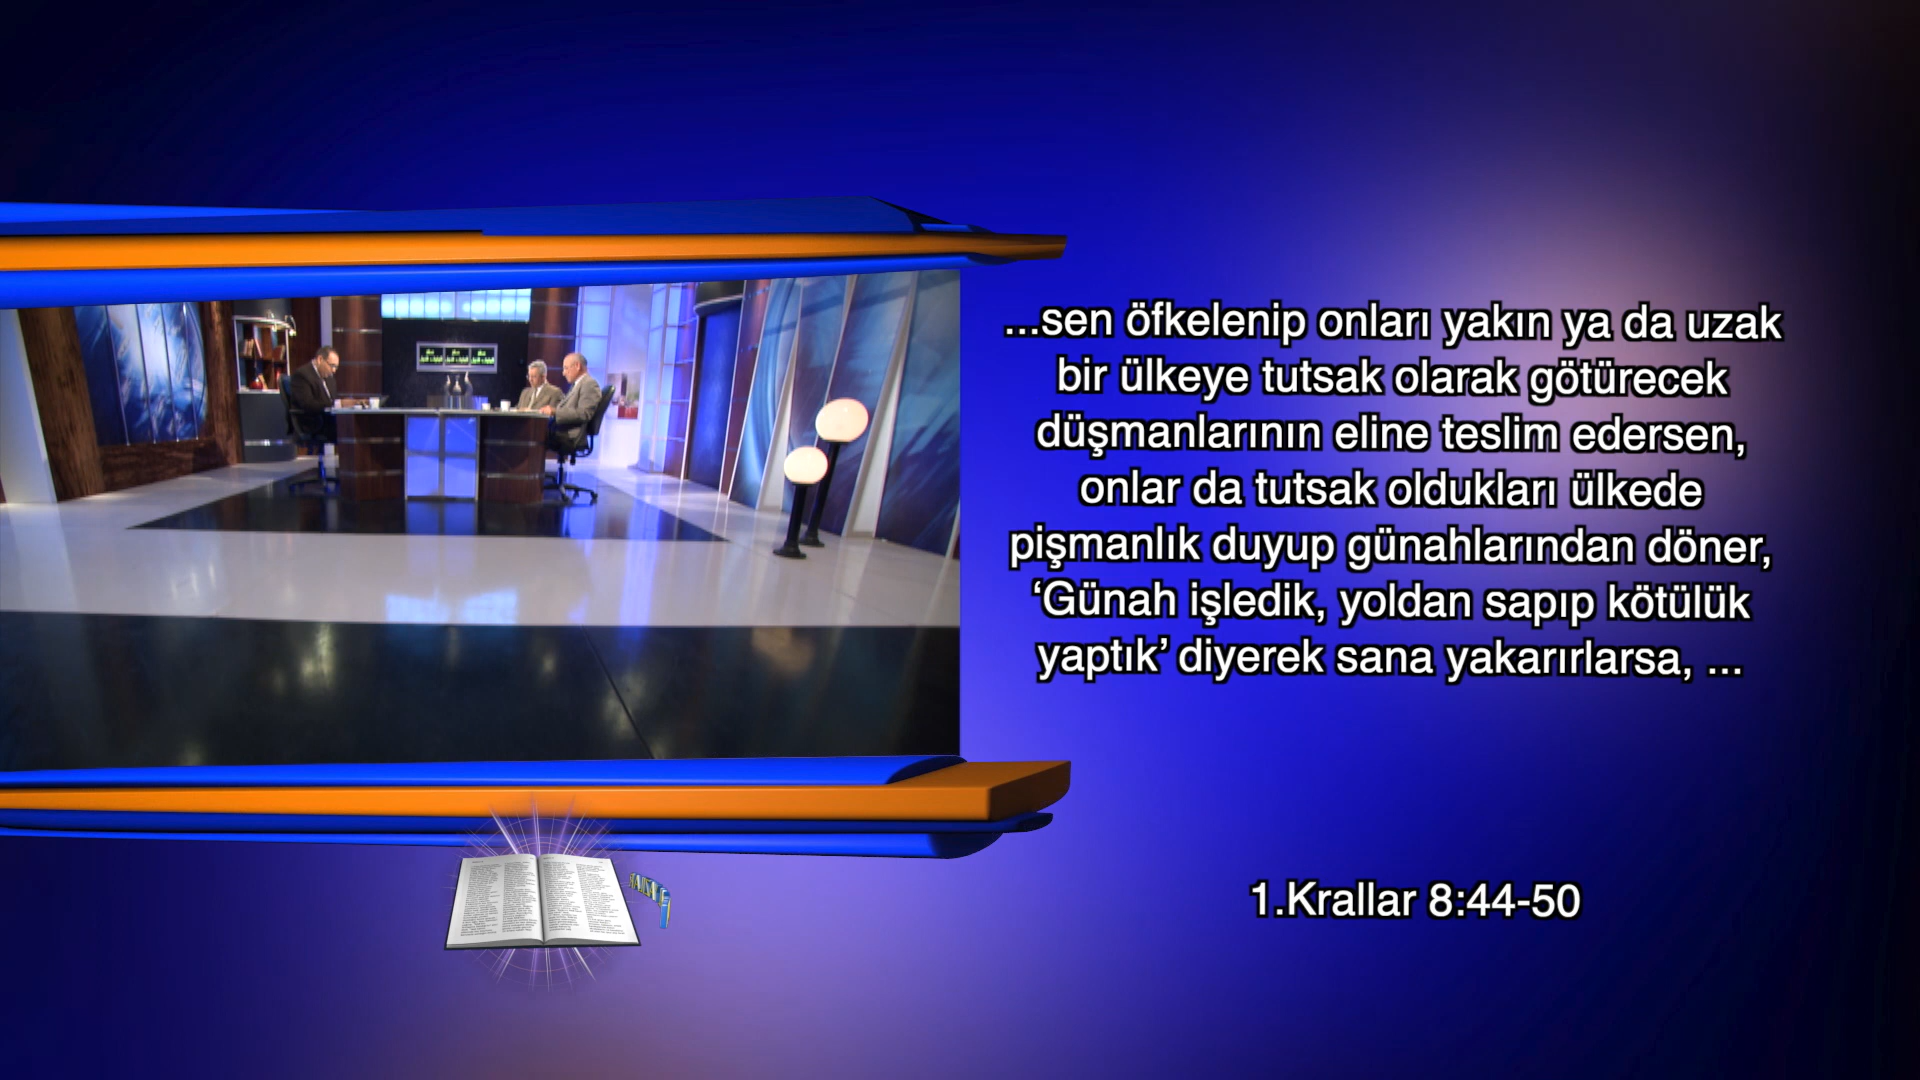 ...sen öfkelenip onları yakın ya da uzak
bir ülkeye tutsak olarak götürecek
düşmanlarının eline teslim edersen,
onlar da tutsak oldukları ülkede
pişmanlık duyup günahlarından döner,
‘Günah işledik, yoldan sapıp kötülük
yaptık’ diyerek sana yakarırlarsa, ...
1.Krallar 8:44-50